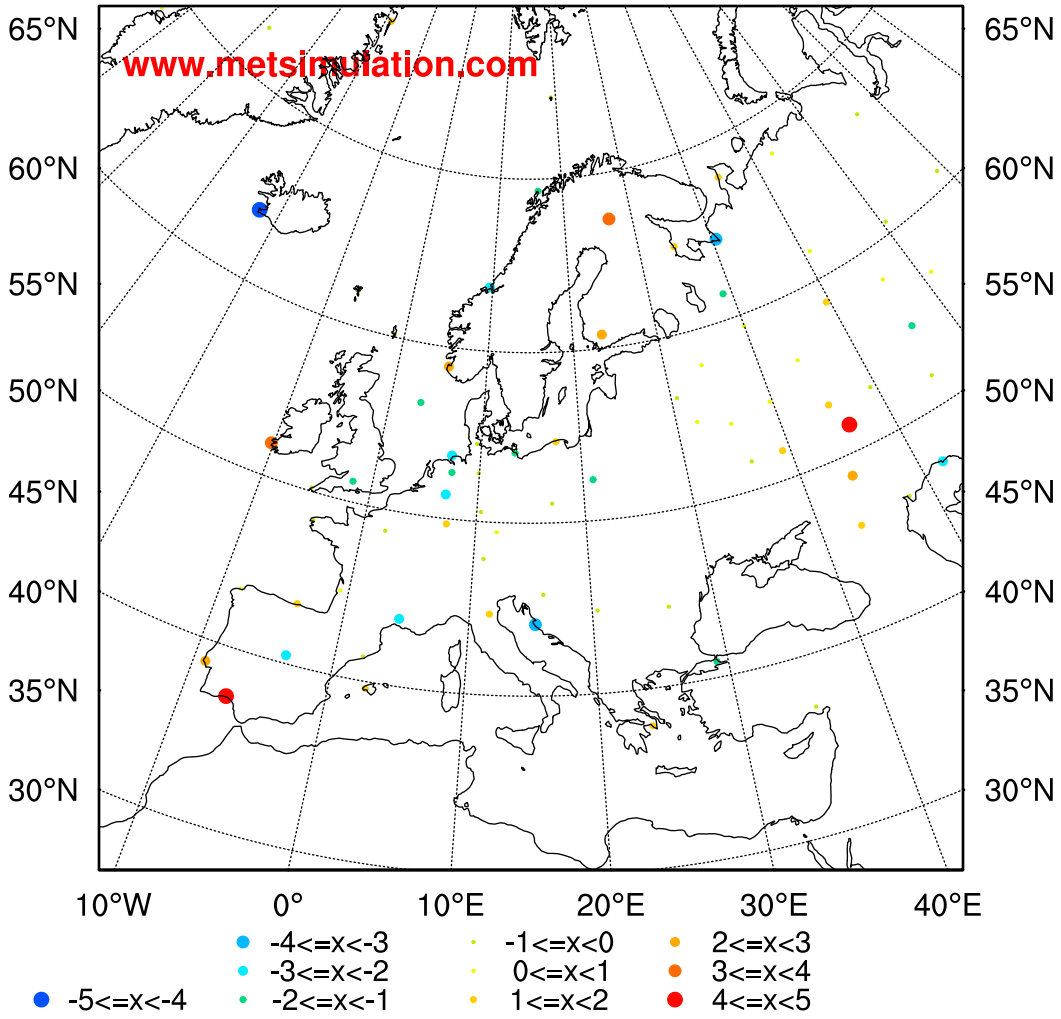 65°N 65°N
www.metsimulation.com
60°N 60°N
55°N 55°N
50°N 50°N
45°N 45°N
40°N 40°N
35°N 35°N
30°N 30°N
10°W 0° 10°E 20°E 30°E 40°E
-4<=x<-3 -1<=x<0 2<=x<3
-3<=x<-2 0<=x<1 3<=x<4
-5<=x<-4 -2<=x<-1 1<=x<2 4<=x<5